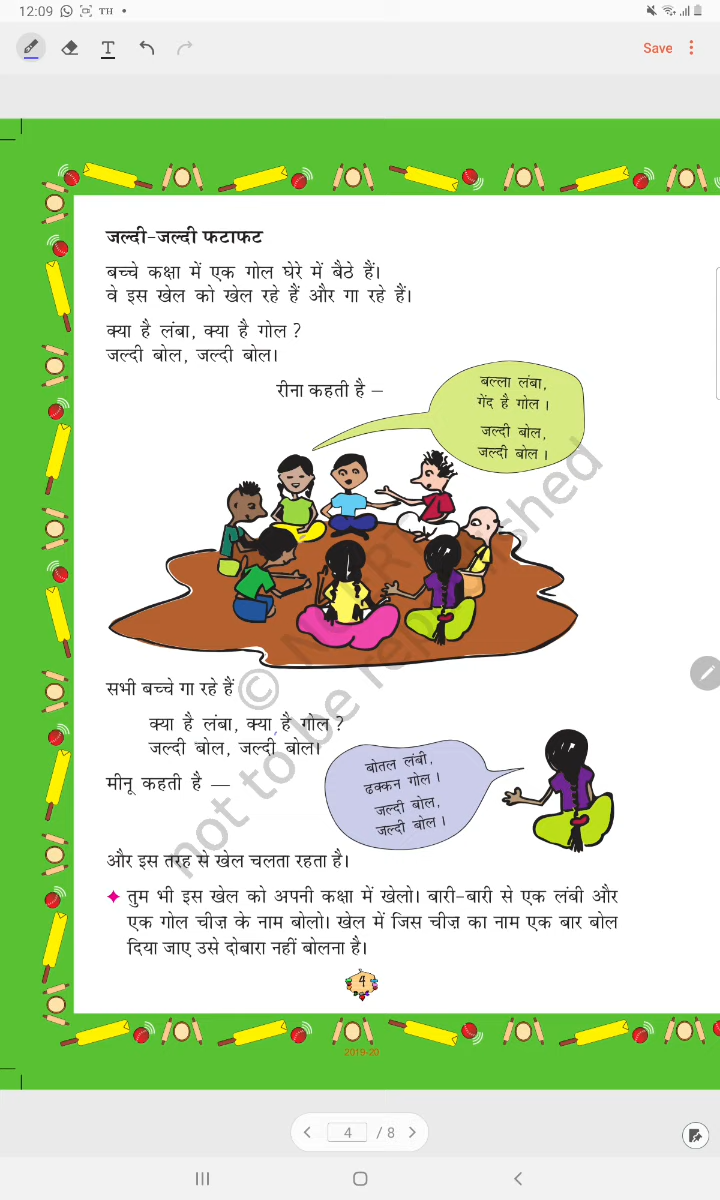 12:09 TH •
T Save
जल्दी-जल्दी फटाफट
बच्चे कक्षा में एक गोल घेरे में बैठे हैं।
वे इस खेल को खेल रहे हैं और गा रहे हैं।
क्या है लंबा, क्या है गोल ?
जल्दी बोल, जल्दी बोल।
रीना कहती है –
बल्ला लंबा,
गेंद है गोल।
जल्दी बोल,
जल्दी बोल।
सभी बच्चे गा रहे हैं
क्या है लंबा, क्या है गोल ?
जल्दी बोल, जल्दी बोल।
मीनू कहती है —
बोतल लंबी,
ढक्कन गोल।
जल्दी बोल,
जल्दी बोल।
और इस तरह से खेल चलता रहता है।
तुम भी इस खेल को अपनी कक्षा में खेलो। बारी-बारी से एक लंबी और
एक गोल चीज़ के नाम बोलो। खेल में जिस चीज़ का नाम एक बार बोल
दिया जाए उसे दोबारा नहीं बोलना है।
4
2019-20
© NCERT
not to be republished
4 / 8